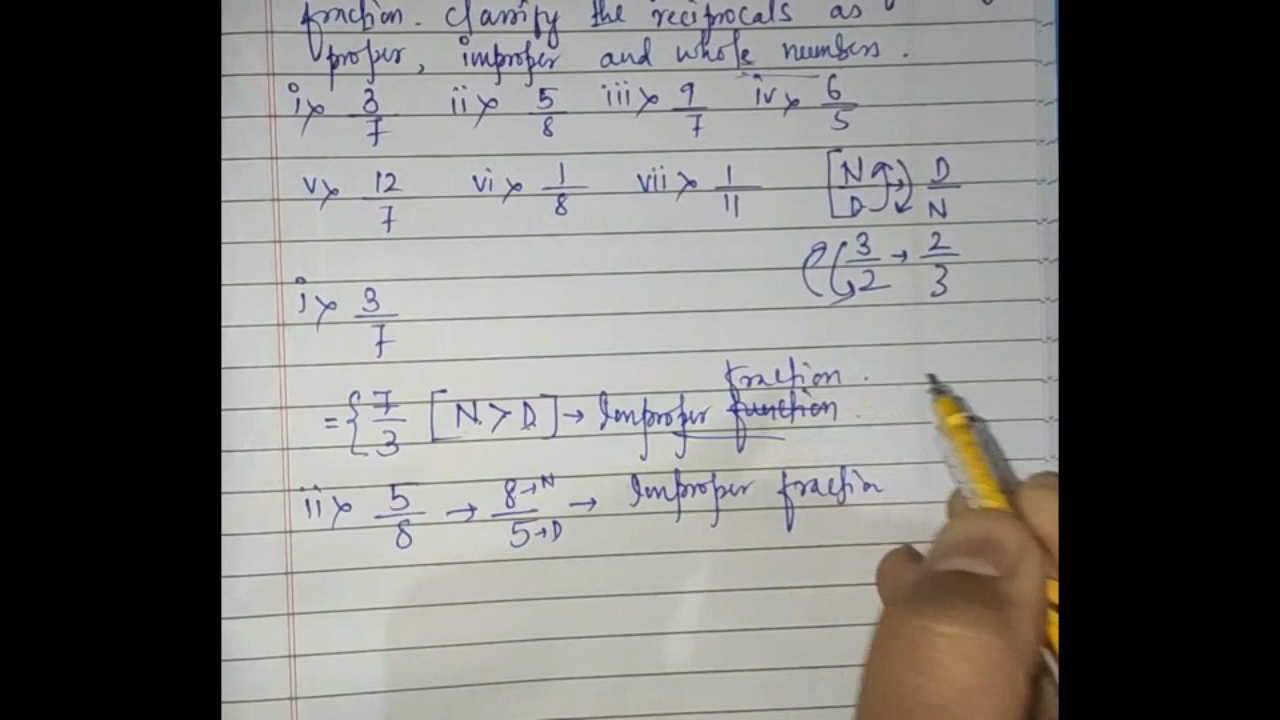 fraction. Classify the reciprocals as
proper, improper and whole numbers.
i> 3/7 ii> 5/8 iii> 9/7 iv> 6/5
v> 12/7 vi> 1/8 vii> 1/11 [N/D → D/N
3/2 → 2/3
i> 3/7
fraction.
= { 7/3 [N > D] → Improper function.
ii> 5/8 → 8→N/5→D → Improper fractin